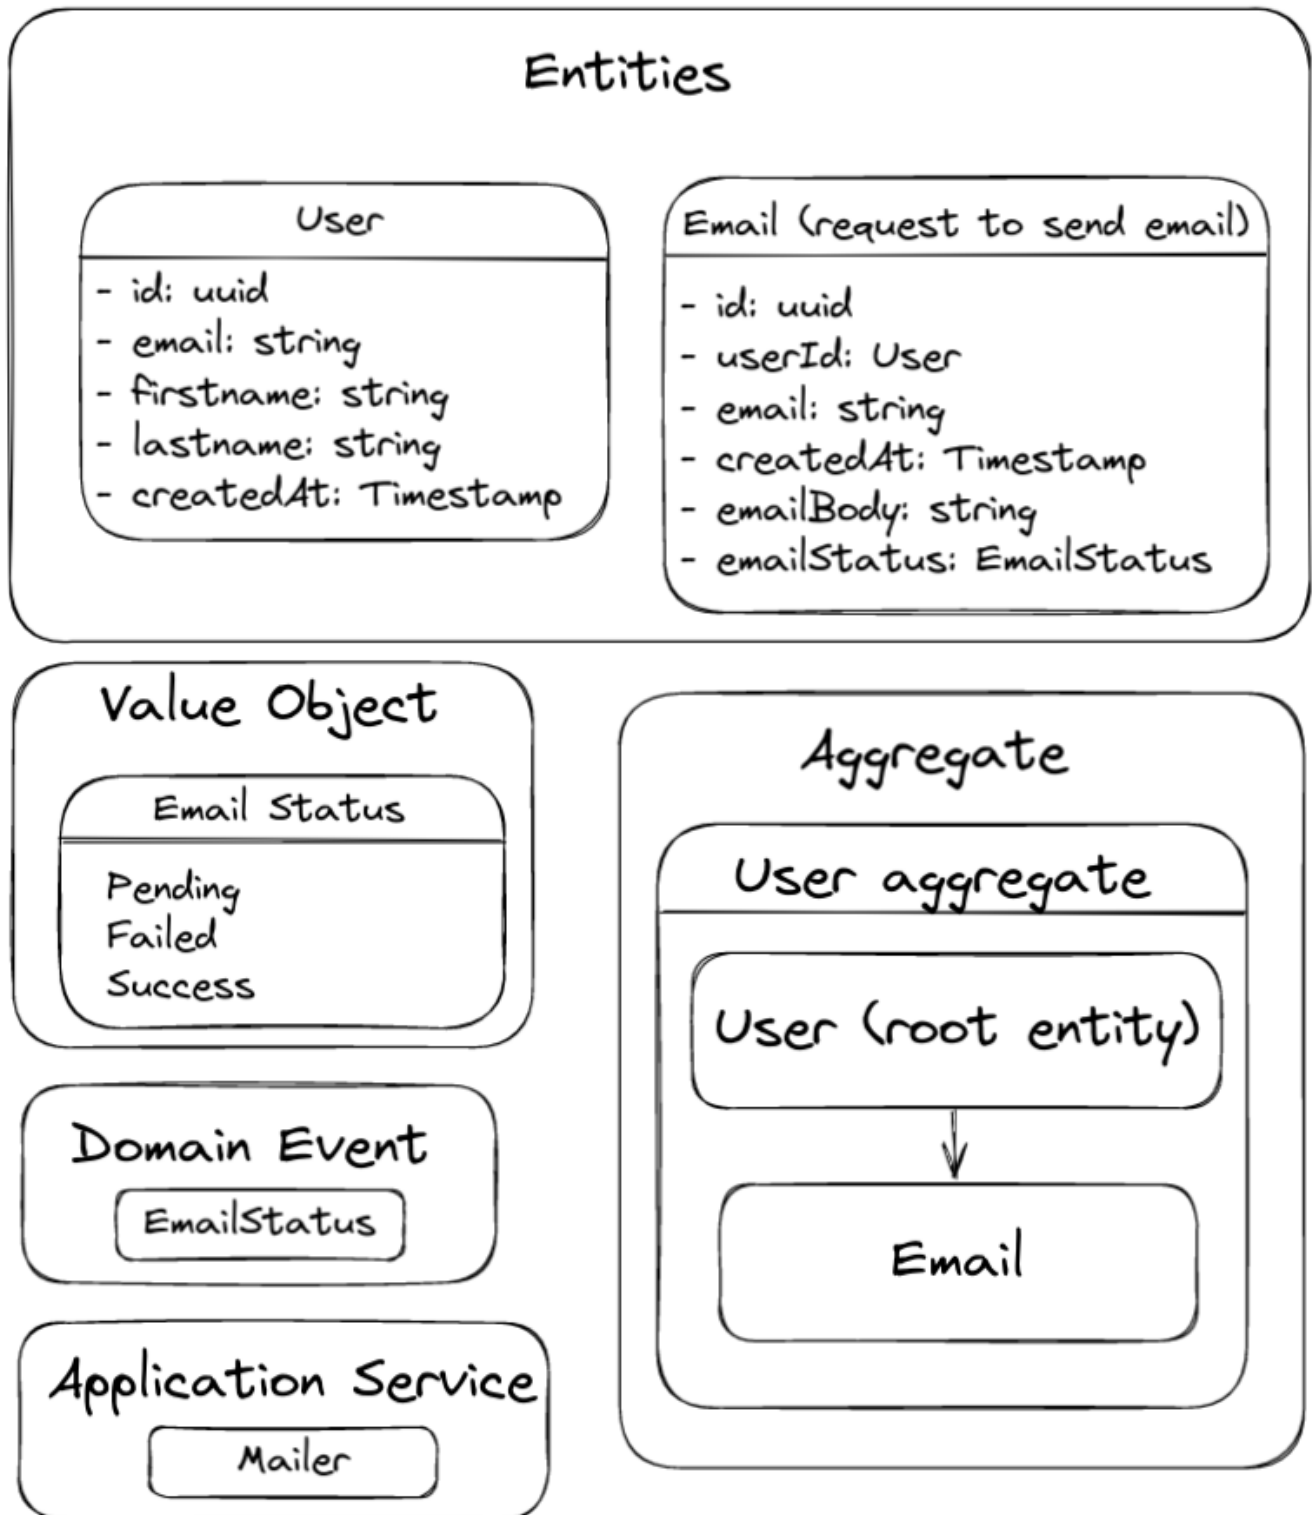 Entities
User
- id: uuid
- email: string
- firstname: string
- lastname: string
- createdAt: Timestamp
Email (request to send email)
- id: uuid
- userId: User
- email: string
- createdAt: Timestamp
- emailBody: string
- emailStatus: EmailStatus
Value Object
Email Status
Pending
Failed
Success
Domain Event
EmailStatus
Application Service
Mailer
Aggregate
User aggregate
User (root entity)
Email